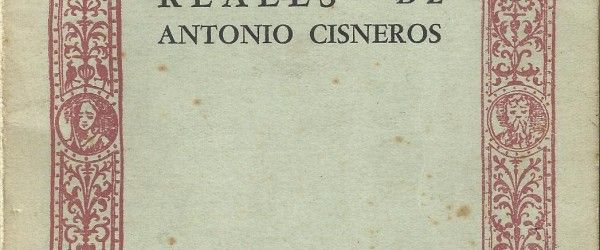 REALES DE
ANTONIO CISNEROS